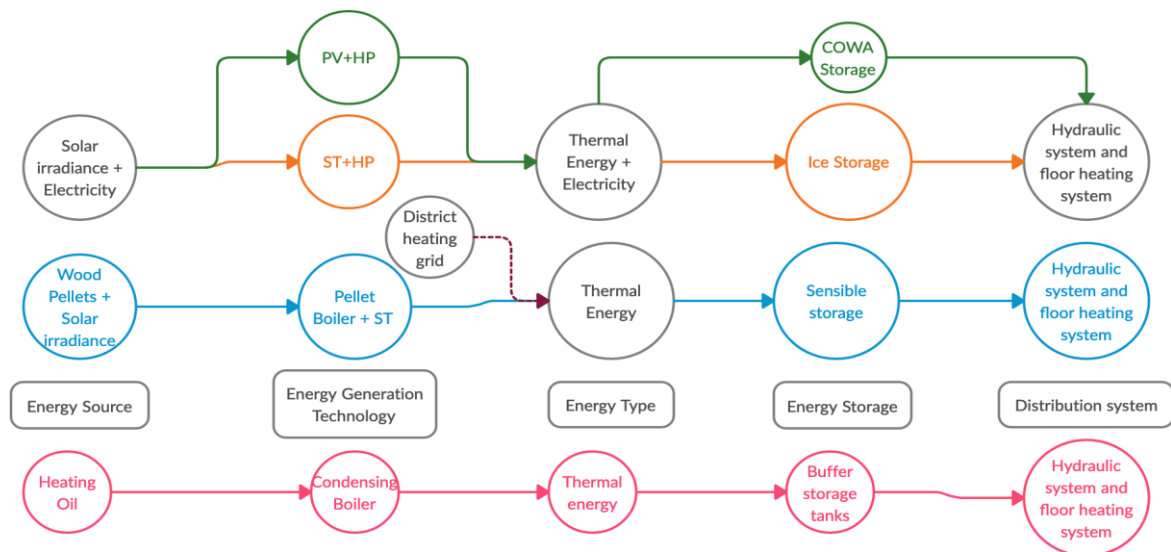 PV+HP
COWA
Storage
Solar
irradiance +
Electricity
ST+HP
Thermal
Energy +
Electricity
Ice Storage
Hydraulic
system and
floor heating
system
District
heating
grid
Wood
Pellets +
Solar
irradiance
Pellet
Boiler + ST
Thermal
Energy
Sensible
storage
Hydraulic
system and
floor heating
system
Energy Source
Energy Generation
Technology
Energy Type
Energy Storage
Distribution system
Heating
Oil
Condensing
Boiler
Thermal
energy
Buffer
storage
tanks
Hydraulic
system and
floor heating
system